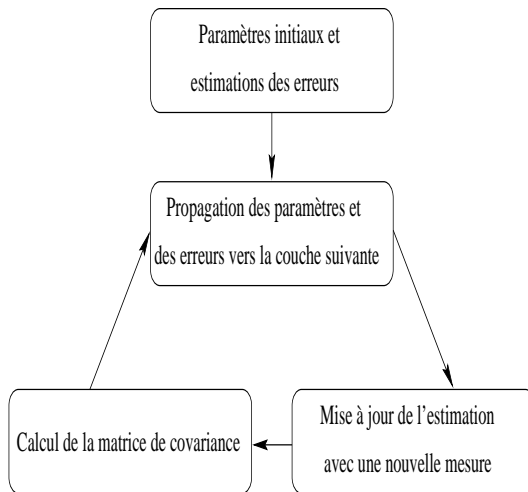 Paramètres initiaux et
estimations des erreurs
Propagation des paramètres et
des erreurs vers la couche suivante
Calcul de la matrice de covariance
Mise à jour de l'estimation
avec une nouvelle mesure